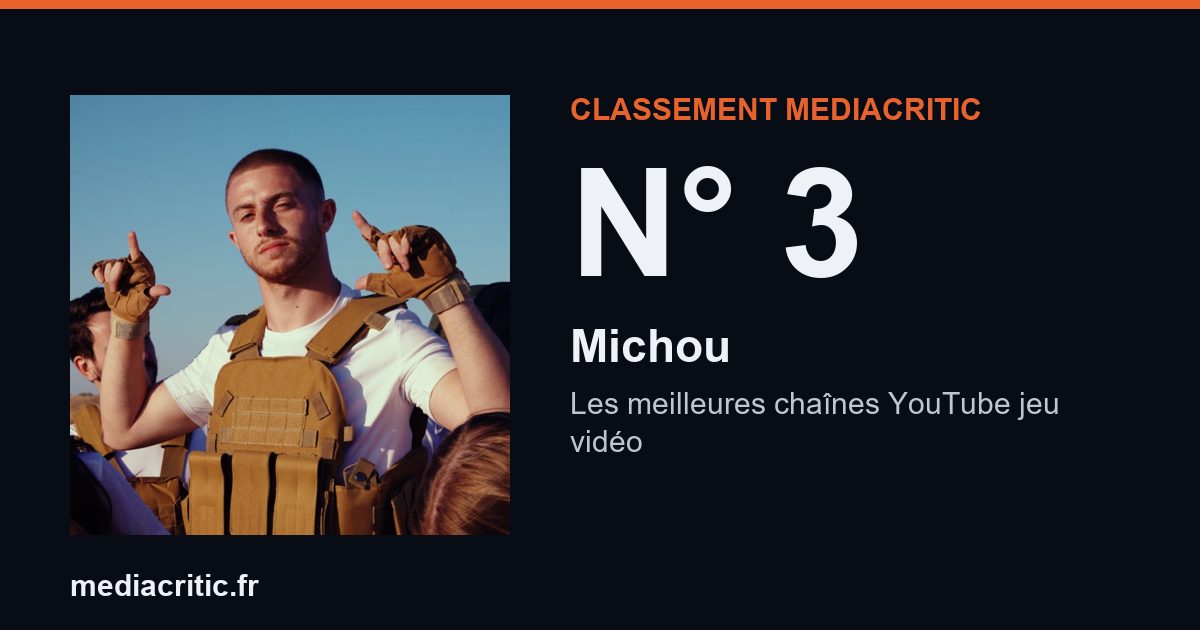 CLASSEMENT MEDIACRITIC
N° 3
Michou
Les meilleures chaînes YouTube jeu
vidéo
mediacritic.fr